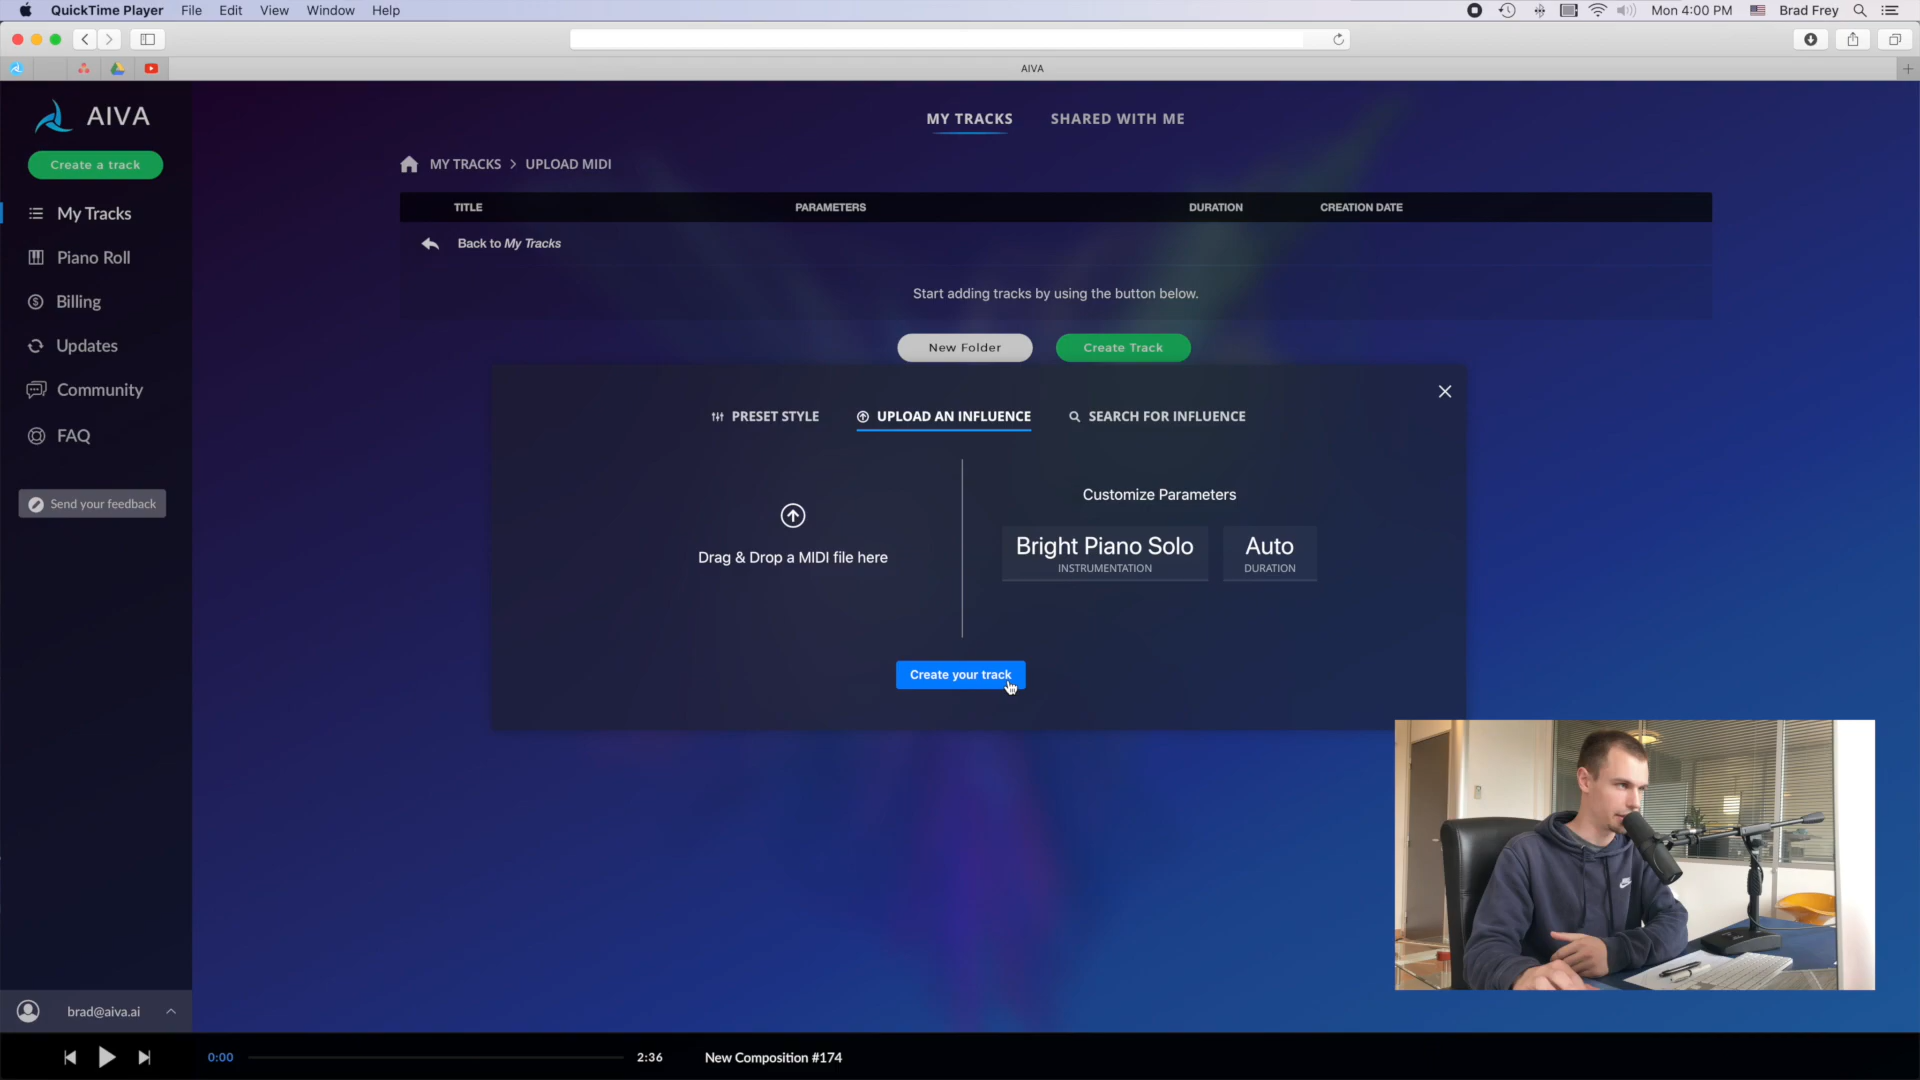 QuickTime Player File Edit View Window Help Mon 4:00 PM Brad Frey
AIVA
AIVA
Create a track
My Tracks
Piano Roll
Billing
Updates
Community
FAQ
Send your feedback
MY TRACKS SHARED WITH ME
MY TRACKS > UPLOAD MIDI
TITLE PARAMETERS DURATION CREATION DATE
Back to My Tracks
Start adding tracks by using the button below.
New Folder Create Track
PRESET STYLE UPLOAD AN INFLUENCE SEARCH FOR INFLUENCE
Customize Parameters
Drag & Drop a MIDI file here
Bright Piano Solo Auto
INSTRUMENTATION DURATION
Create your track
brad@aiva.ai
0:00 2:36 New Composition #174